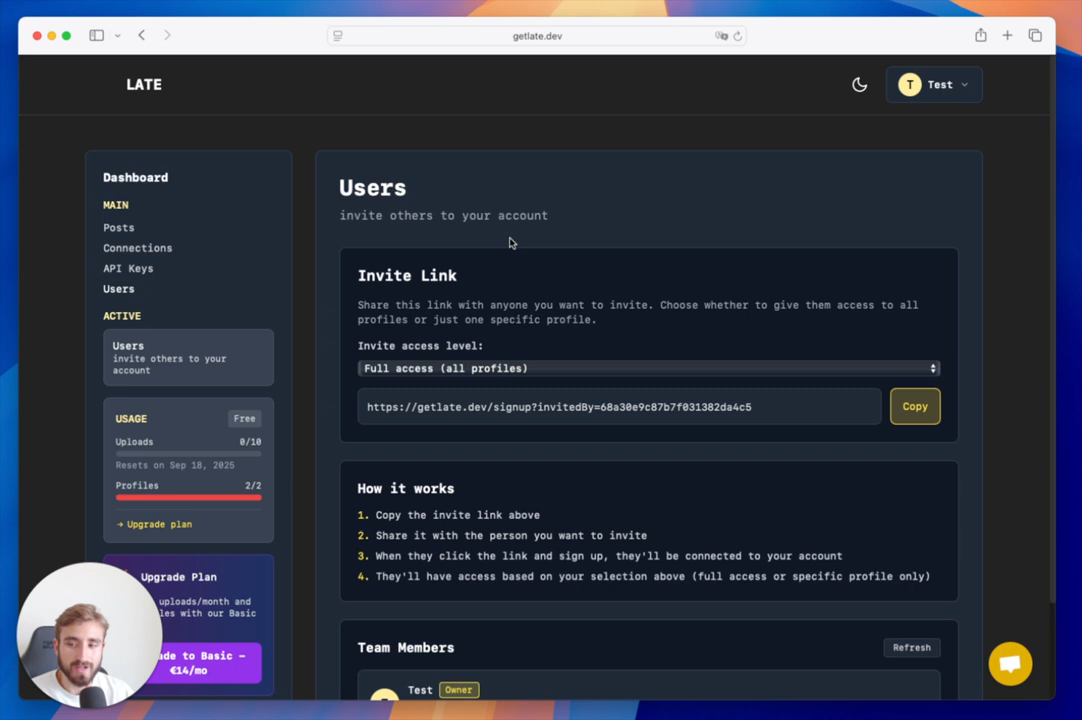 getlate.dev
LATE
T Test
Dashboard
MAIN
Posts
Connections
API Keys
Users
ACTIVE
Users
invite others to your
account
USAGE Free
Uploads 0/10
Resets on Sep 18, 2025
Profiles 2/2
→ Upgrade plan
Upgrade Plan
uploads/month and
with our Basic
to Basic –
€14/mo
Users
invite others to your account
Invite Link
Share this link with anyone you want to invite. Choose whether to give them access to all
profiles or just one specific profile.
Invite access level:
Full access (all profiles)
https://getlate.dev/signup?invitedBy=68a30e9c87b7f031382da4c5 Copy
How it works
1. Copy the invite link above
2. Share it with the person you want to invite
3. When they click the link and sign up, they'll be connected to your account
4. They'll have access based on your selection above (full access or specific profile only)
Team Members Refresh
Test Owner